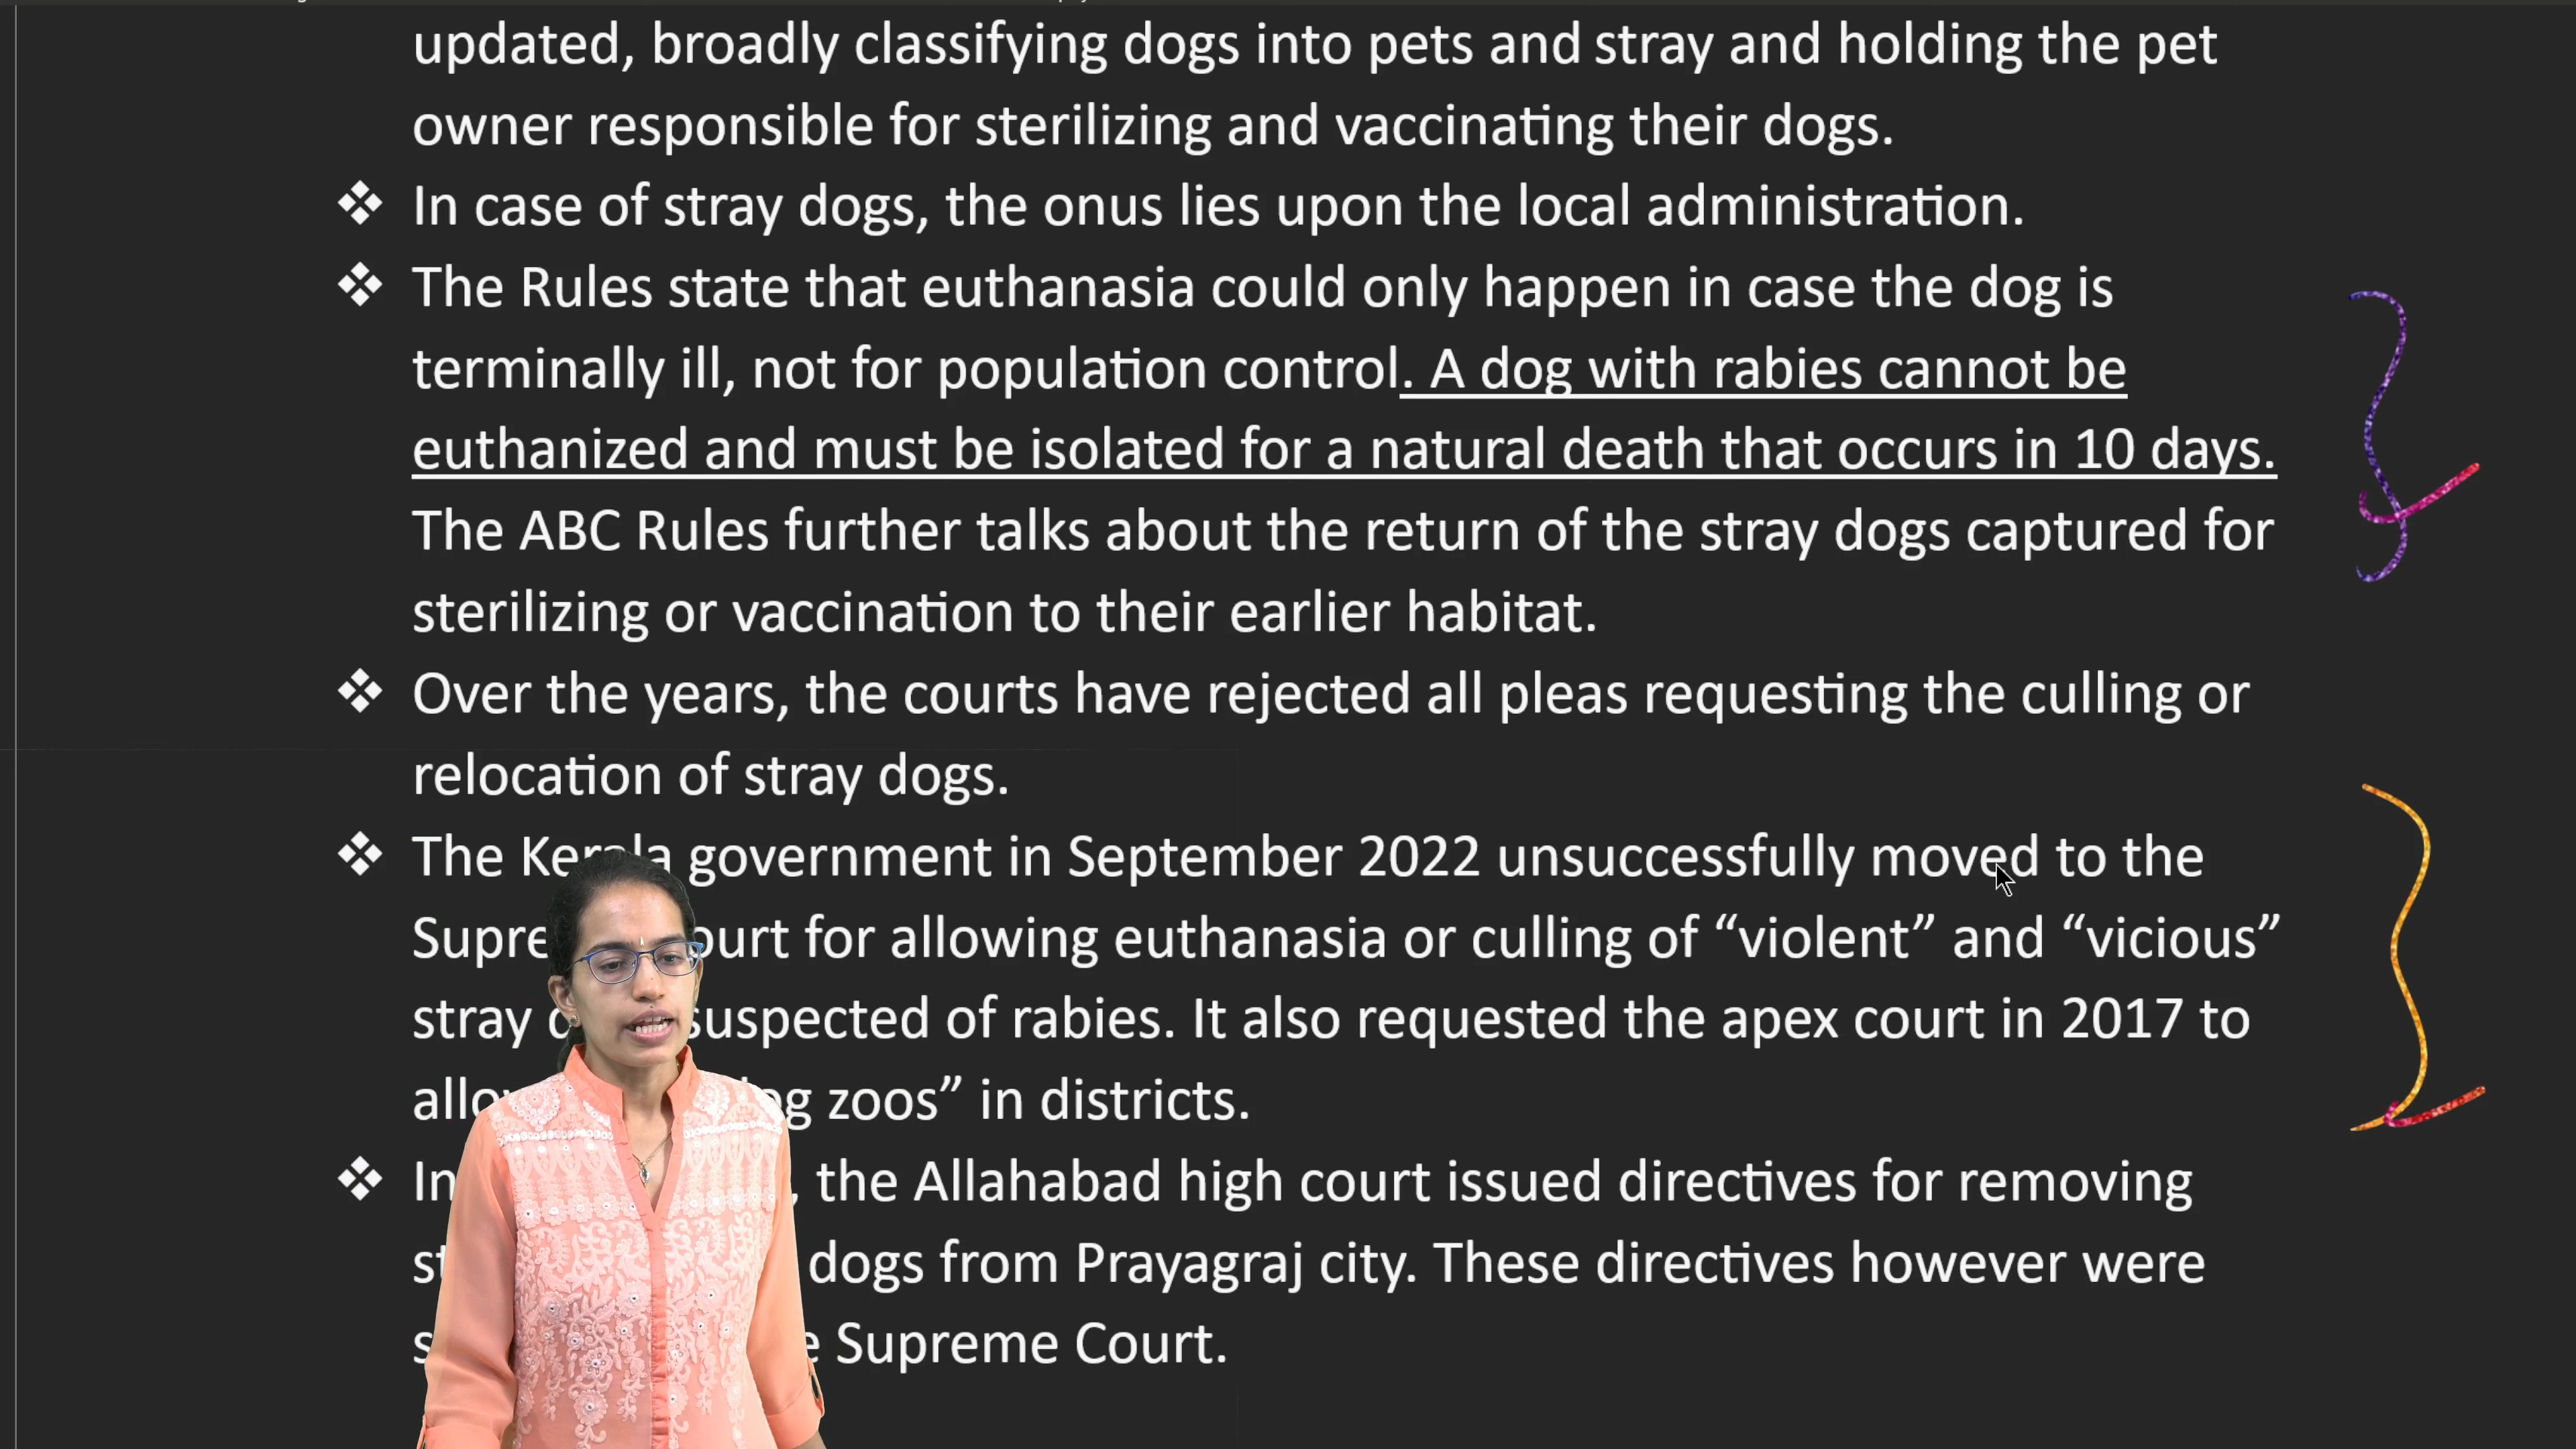 updated, broadly classifying dogs into pets and stray and holding the pet
owner responsible for sterilizing and vaccinating their dogs.
❖ In case of stray dogs, the onus lies upon the local administration.
❖ The Rules state that euthanasia could only happen in case the dog is
terminally ill, not for population control. A dog with rabies cannot be
euthanized and must be isolated for a natural death that occurs in 10 days.
The ABC Rules further talks about the return of the stray dogs captured for
sterilizing or vaccination to their earlier habitat.
❖ Over the years, the courts have rejected all pleas requesting the culling or
relocation of stray dogs.
❖ The Kerala government in September 2022 unsuccessfully moved to the
Supreme Court for allowing euthanasia or culling of “violent” and “vicious”
stray suspected of rabies. It also requested the apex court in 2017 to
zoos” in districts.
❖ In the Allahabad high court issued directives for removing
dogs from Prayagraj city. These directives however were
Supreme Court.